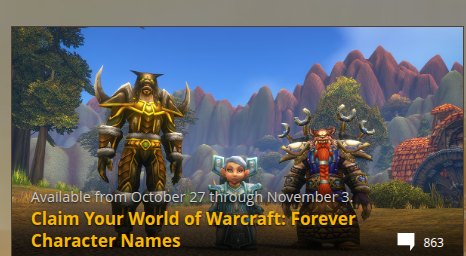 Available from October 27 through November 3.
Claim Your World of Warcraft: Forever
Character Names
863